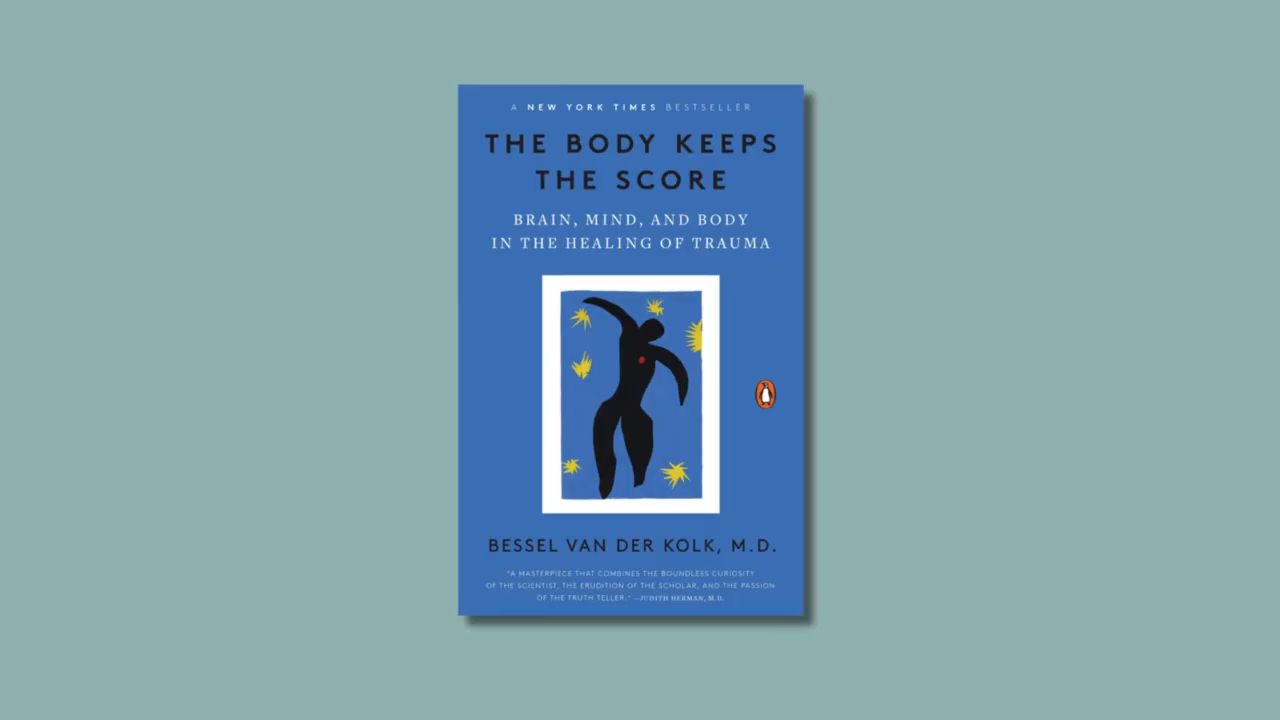 A NEW YORK TIMES BESTSELLER
THE BODY KEEPS
THE SCORE
BRAIN, MIND, AND BODY
IN THE HEALING OF TRAUMA
BESSEL VAN DER KOLK, M.D.
"A MASTERPIECE THAT COMBINES THE BOUNDLESS CURIOSITY
OF THE SCIENTIST, THE ERUDITION OF THE SCHOLAR, AND THE PASSION
OF THE TRUTH TELLER." —JUDITH HERMAN, M.D.